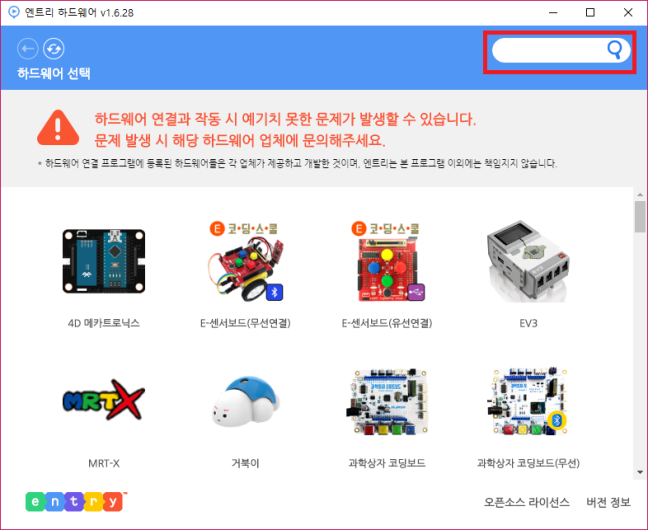 엔트리 하드웨어 v1.6.28
하드웨어 선택
하드웨어 연결과 작동 시 예기치 못한 문제가 발생할 수 있습니다.
문제 발생 시 해당 하드웨어 업체에 문의해주세요.
* 하드웨어 연결 프로그램에 등록된 하드웨어들은 각 업체가 제공하고 개발한 것이며, 엔트리는 본 프로그램 이외에는 책임지지 않습니다.
E 코·딩·스·쿨
E 코·딩·스·쿨
EV3
4D 메카트로닉스
E-센서보드(무선연결)
E-센서보드(유선연결)
EV3
MRTX
MRT-X
거북이
과학상자 코딩보드
과학상자 코딩보드(무선)
entry
오픈소스 라이선스
버전 정보